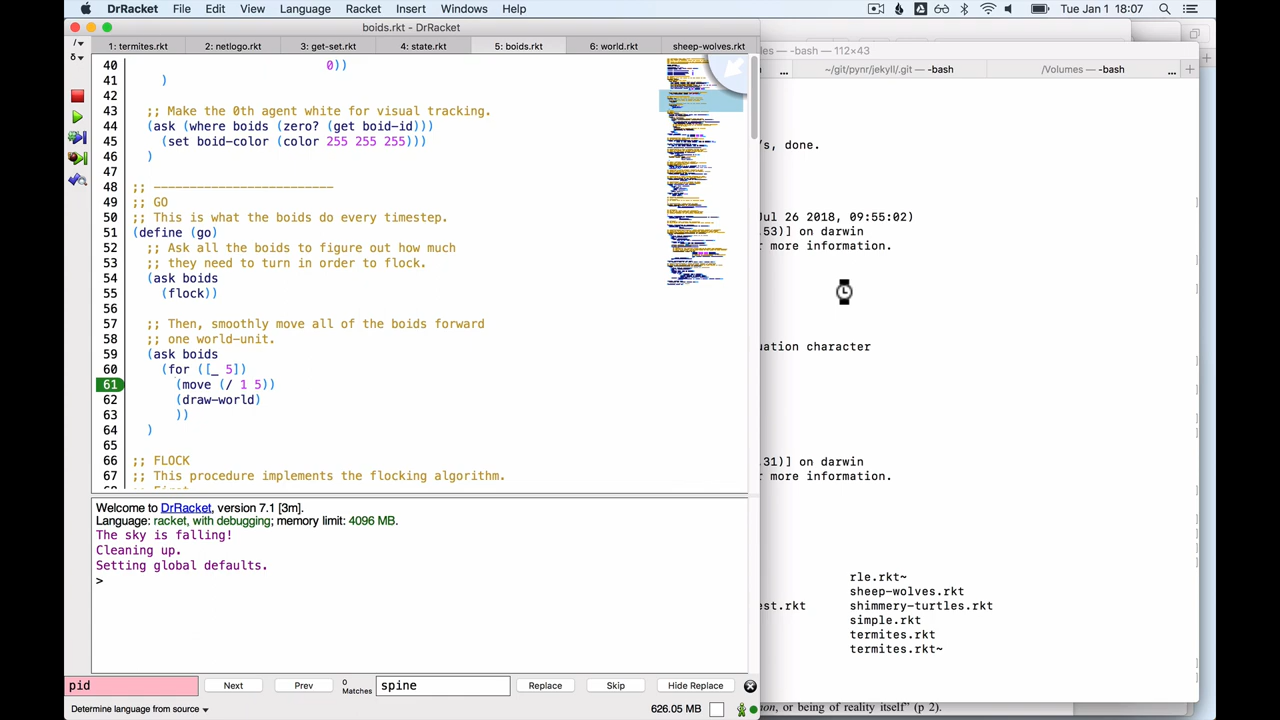 DrRacket File Edit View Language Racket Insert Windows Help Tue Jan 1 18:07
boids.rkt - DrRacket
1: termites.rkt 2: netlogo.rkt 3: get-set.rkt 4: state.rkt 5: boids.rkt 6: world.rkt sheep-wolves.rkt
40 0))
41 )
42
43 ;; Make the 0th agent white for visual tracking.
44 (ask (where boids (zero? (get boid-id)))
45 (set boid-color (color 255 255 255)))
46 )
47
48 ;; -------------------------
49 ;; GO
50 ;; This is what the boids do every timestep.
51 (define (go)
52 ;; Ask all the boids to figure out how much
53 ;; they need to turn in order to flock.
54 (ask boids
55 (flock))
56
57 ;; Then, smoothly move all of the boids forward
58 ;; one world-unit.
59 (ask boids
60 (for ([_ 5])
61 (move (/ 1 5))
62 (draw-world)
63 ))
64 )
65
66 ;; FLOCK
67 ;; This procedure implements the flocking algorithm.
Welcome to DrRacket, version 7.1 [3m].
Language: racket, with debugging; memory limit: 4096 MB.
The sky is falling!
Cleaning up.
Setting global defaults.
>
pid Next Prev 0 Matches spine Replace Skip Hide Replace
Determine language from source 626.05 MB
— -bash — 112×43
... ~/git/pynr/jekyll/.git — -bash /Volumes — -bash ...
's, done.
Jul 26 2018, 09:55:02)
53)] on darwin
r more information.
uation character
31)] on darwin
r more information.
rle.rkt~
sheep-wolves.rkt
est.rkt shimmery-turtles.rkt
simple.rkt
termites.rkt
termites.rkt~
or being of reality itself” (p 2).